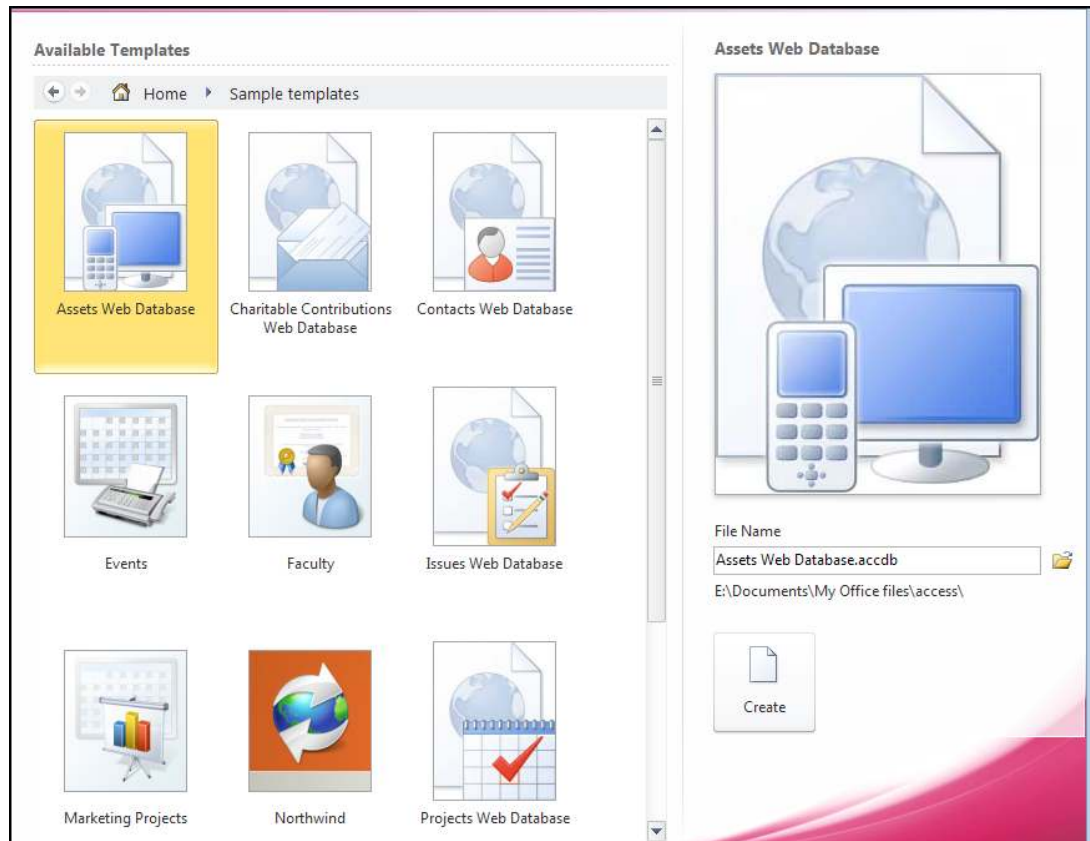 Available Templates
Home
Sample templates
Assets Web Database
Charitable Contributions
Web Database
Contacts Web Database
Events
Faculty
Issues Web Database
Marketing Projects
Northwind
Projects Web Database
Assets Web Database
File Name
Assets Web Database.accdb
E:\Documents\My Office files\access\
Create